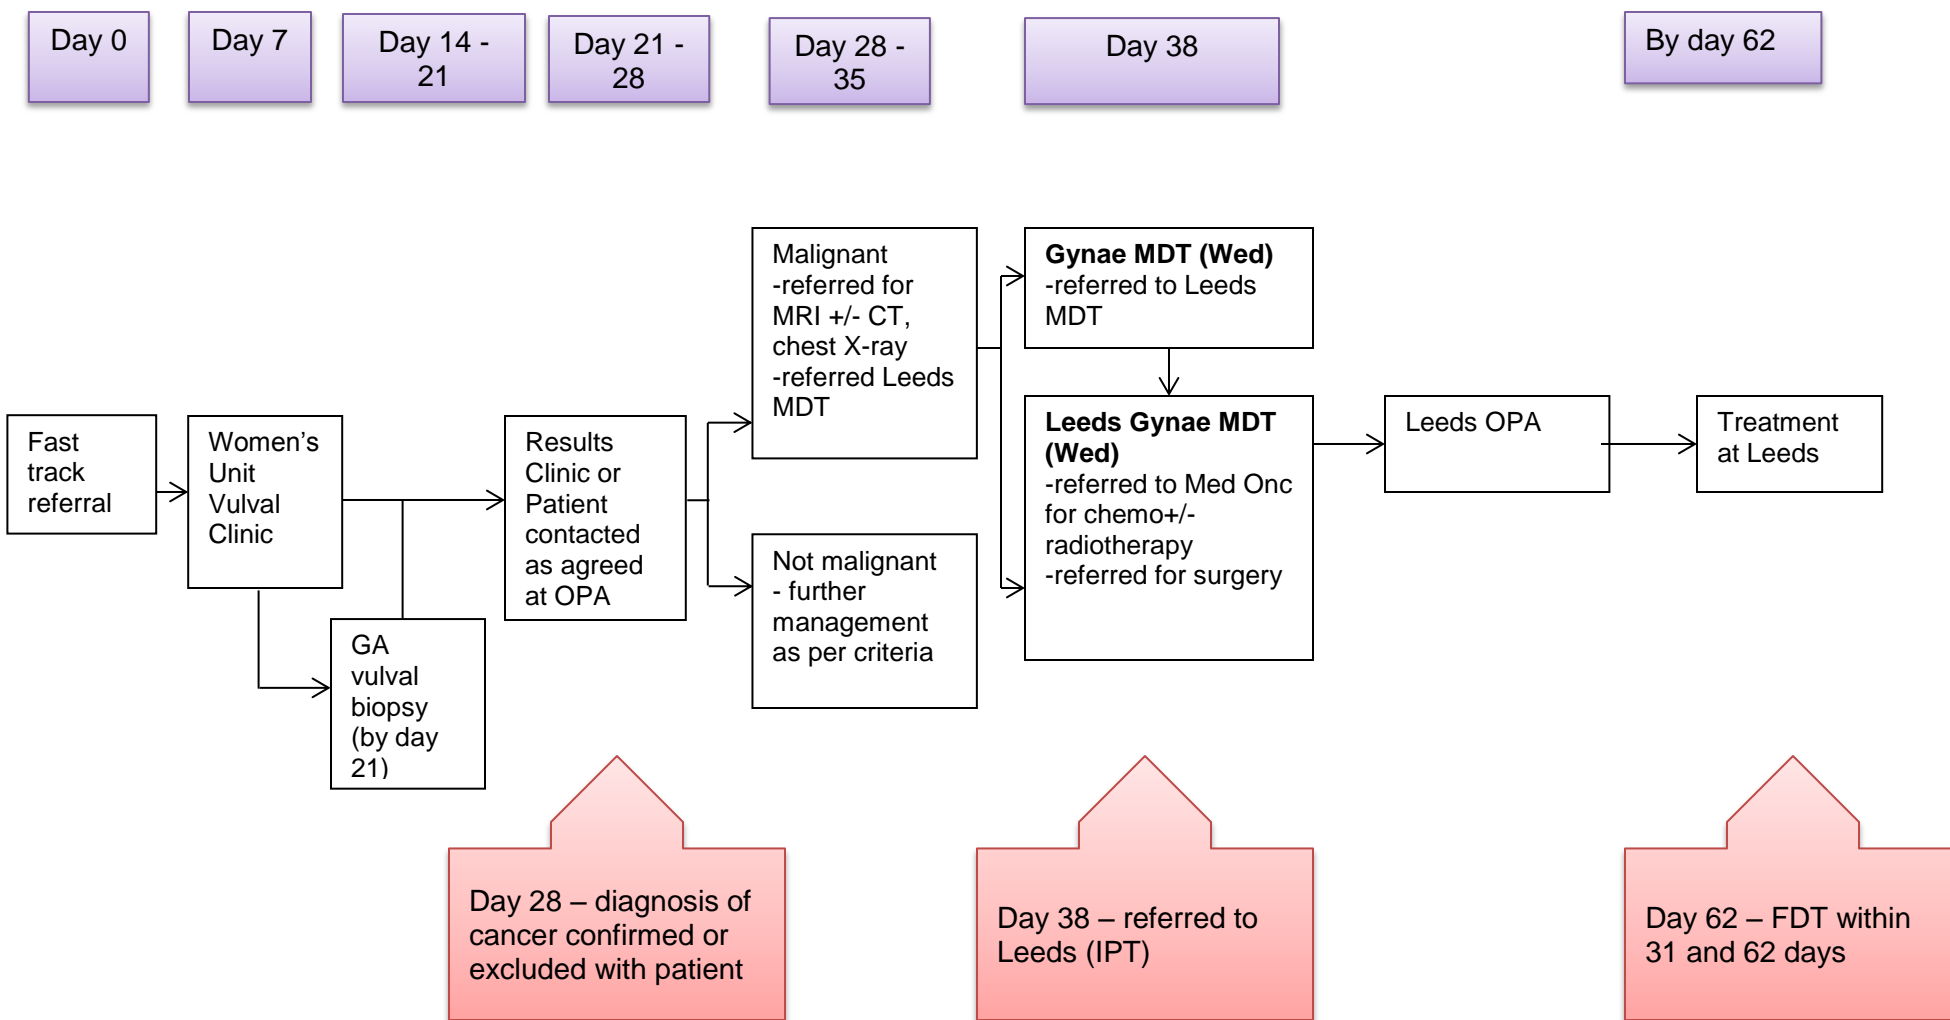 Day 0
Day 7
Day 14 -
21
Day 21 -
28
Day 28 -
35
Day 38
By day 62
Fast
track
referral
Women’s
Unit
Vulval
Clinic
GA
vulval
biopsy
(by day
21)
Results
Clinic or
Patient
contacted
as agreed
at OPA
Malignant
-referred for
MRI +/- CT,
chest X-ray
-referred Leeds
MDT
Not malignant
- further
management
as per criteria
Gynae MDT (Wed)
-referred to Leeds
MDT
Leeds Gynae MDT
(Wed)
-referred to Med Onc
for chemo+/-
radiotherapy
-referred for surgery
Leeds OPA
Treatment
at Leeds
Day 28 – diagnosis of
cancer confirmed or
excluded with patient
Day 38 – referred to
Leeds (IPT)
Day 62 – FDT within
31 and 62 days